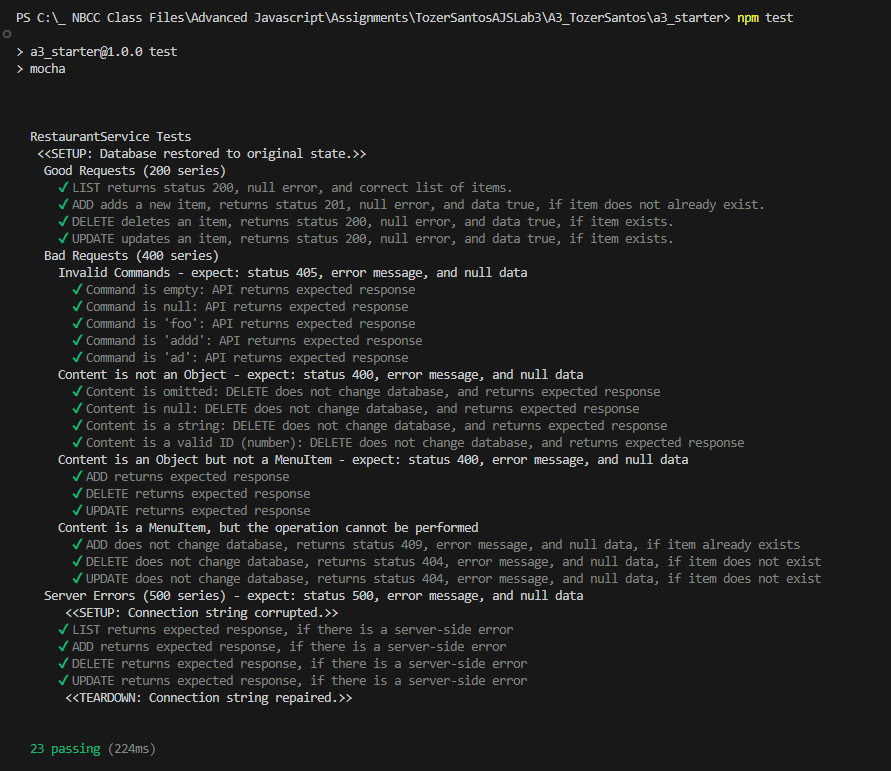 PS C:\_ NBCC Class Files\Advanced Javascript\Assignments\TozerSantosAJSLab3\A3_TozerSantos\a3_starter> npm test
> a3_starter@1.0.0 test
> mocha
RestaurantService Tests
<<SETUP: Database restored to original state.>>
Good Requests (200 series)
✓ LIST returns status 200, null error, and correct list of items.
✓ ADD adds a new item, returns status 201, null error, and data true, if item does not already exist.
✓ DELETE deletes an item, returns status 200, null error, and data true, if item exists.
✓ UPDATE updates an item, returns status 200, null error, and data true, if item exists.
Bad Requests (400 series)
Invalid Commands - expect: status 405, error message, and null data
✓ Command is empty: API returns expected response
✓ Command is null: API returns expected response
✓ Command is 'foo': API returns expected response
✓ Command is 'addd': API returns expected response
✓ Command is 'ad': API returns expected response
Content is not an Object - expect: status 400, error message, and null data
✓ Content is omitted: DELETE does not change database, and returns expected response
✓ Content is null: DELETE does not change database, and returns expected response
✓ Content is a string: DELETE does not change database, and returns expected response
✓ Content is a valid ID (number): DELETE does not change database, and returns expected response
Content is an Object but not a MenuItem - expect: status 400, error message, and null data
✓ ADD returns expected response
✓ DELETE returns expected response
✓ UPDATE returns expected response
Content is a MenuItem, but the operation cannot be performed
✓ ADD does not change database, returns status 409, error message, and null data, if item already exists
✓ DELETE does not change database, returns status 404, error message, and null data, if item does not exist
✓ UPDATE does not change database, returns status 404, error message, and null data, if item does not exist
Server Errors (500 series) - expect: status 500, error message, and null data
<<SETUP: Connection string corrupted.>>
✓ LIST returns expected response, if there is a server-side error
✓ ADD returns expected response, if there is a server-side error
✓ DELETE returns expected response, if there is a server-side error
✓ UPDATE returns expected response, if there is a server-side error
<<TEARDOWN: Connection string repaired.>>
23 passing (224ms)